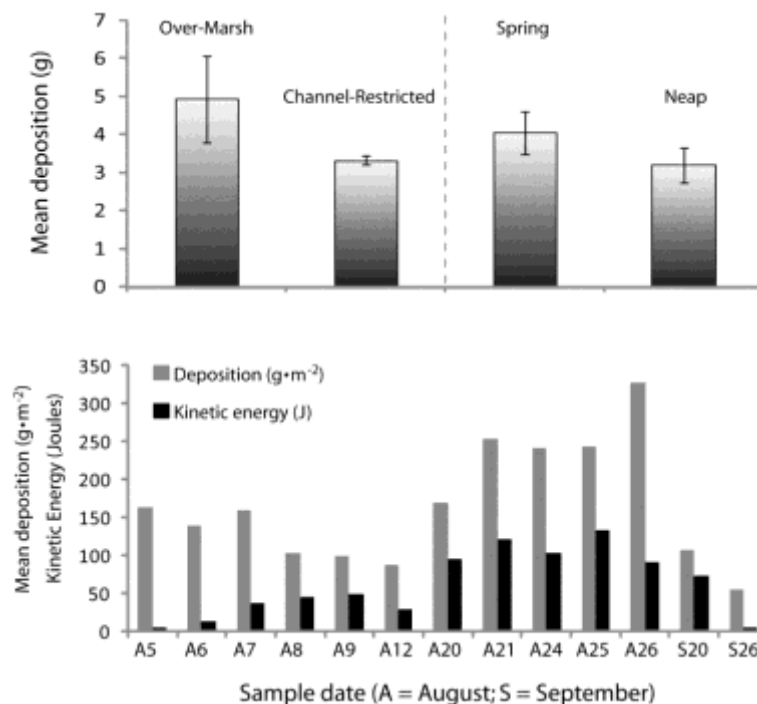 Over-Marsh
Spring
Channel-Restricted
Neap
Mean deposition (g)
7
6
5
4
3
2
1
0
Mean deposition (g•m⁻²)
Kinetic Energy (Joules)
350
300
250
200
150
100
50
0
Deposition (g•m⁻²)
Kinetic energy (J)
A5 A6 A7 A8 A9 A12 A20 A21 A24 A25 A26 S20 S26
Sample date (A = August; S = September)